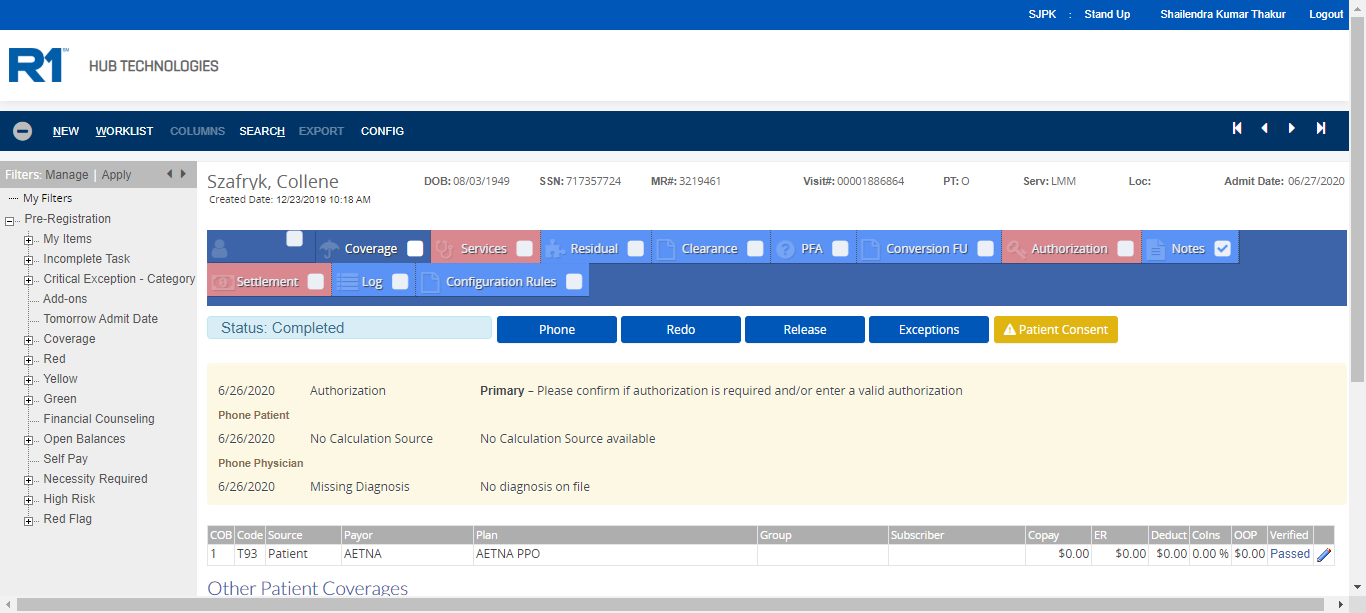 SJPK : Stand Up Shailendra Kumar Thakur Logout
R1 HUB TECHNOLOGIES
NEW WORKLIST COLUMNS SEARCH EXPORT CONFIG
Filters: Manage | Apply
My Filters
Pre-Registration
My Items
Incomplete Task
Critical Exception - Category
Add-ons
Tomorrow Admit Date
Coverage
Red
Yellow
Green
Financial Counseling
Open Balances
Self Pay
Necessity Required
High Risk
Red Flag
Szafryk, Collene DOB: 08/03/1949 SSN: 717357724 MR#: 3219461 Visit#: 00001886864 PT: O Serv: LMM Loc: Admit Date: 06/27/2020
Created Date: 12/23/2019 10:18 AM
Coverage Services Residual Clearance PFA Conversion FU Authorization Notes
Settlement Log Configuration Rules
Status: Completed Phone Redo Release Exceptions Patient Consent
6/26/2020 Authorization Primary – Please confirm if authorization is required and/or enter a valid authorization
Phone Patient
6/26/2020 No Calculation Source No Calculation Source available
Phone Physician
6/26/2020 Missing Diagnosis No diagnosis on file
COB Code Source Payor Plan Group Subscriber Copay ER Deduct CoIns OOP Verified
1 T93 Patient AETNA AETNA PPO $0.00 $0.00 $0.00 0.00 % $0.00 Passed
Other Patient Coverages